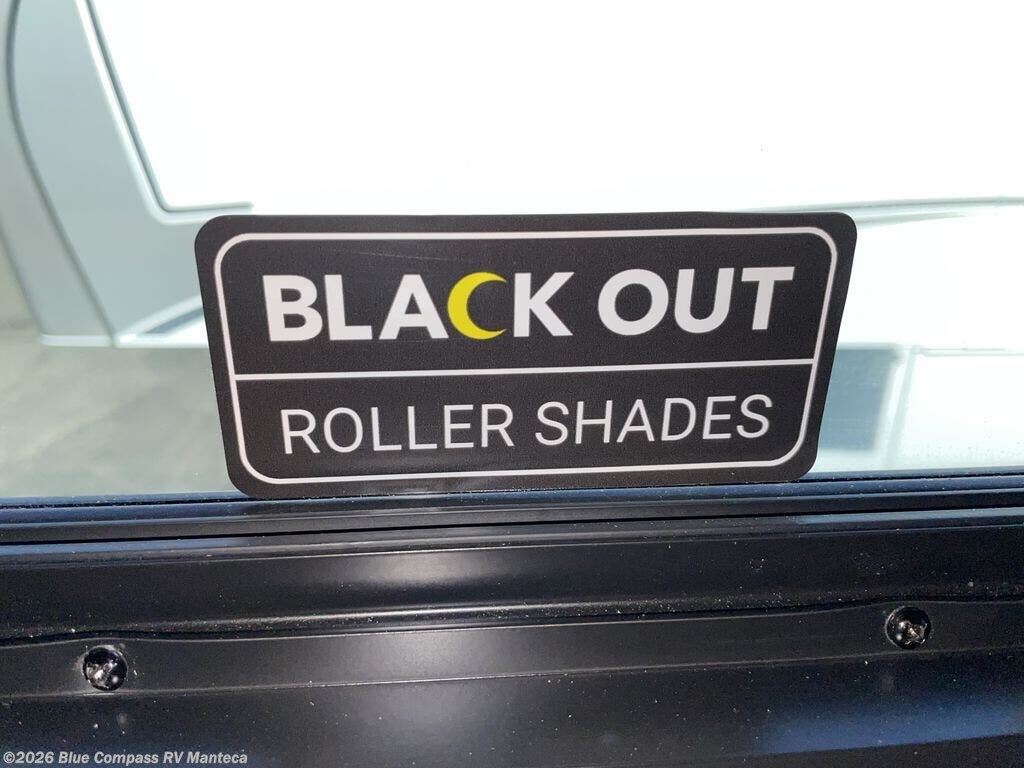 BLACK OUT
ROLLER SHADES
©2026 Blue Compass RV Manteca